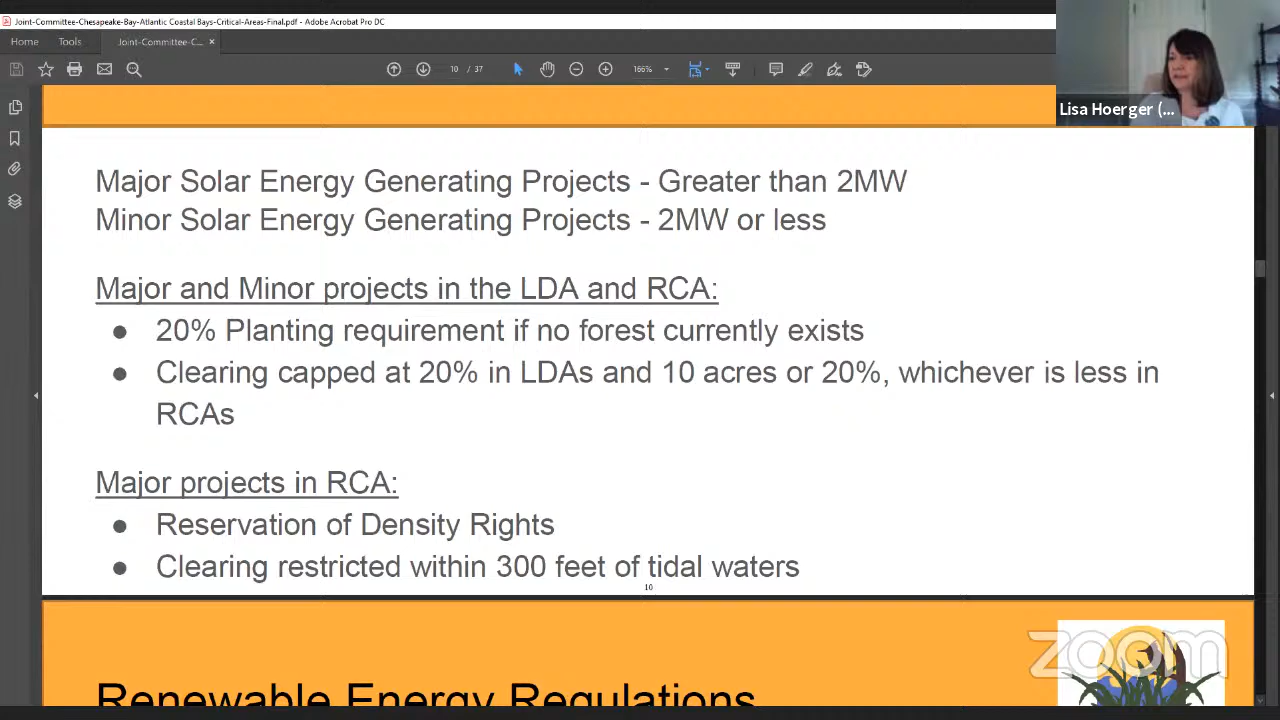 Joint-Committee-Chesapeake-Bay-Atlantic Coastal Bays-Critical-Areas-Final.pdf - Adobe Acrobat Pro DC
Home Tools Joint-Committee-C... ×
10 / 37 166%
Lisa Hoerger (...
Major Solar Energy Generating Projects - Greater than 2MW
Minor Solar Energy Generating Projects - 2MW or less
Major and Minor projects in the LDA and RCA:
● 20% Planting requirement if no forest currently exists
● Clearing capped at 20% in LDAs and 10 acres or 20%, whichever is less in
RCAs
Major projects in RCA:
● Reservation of Density Rights
● Clearing restricted within 300 feet of tidal waters
10
zoom
Renewable Energy Regulations